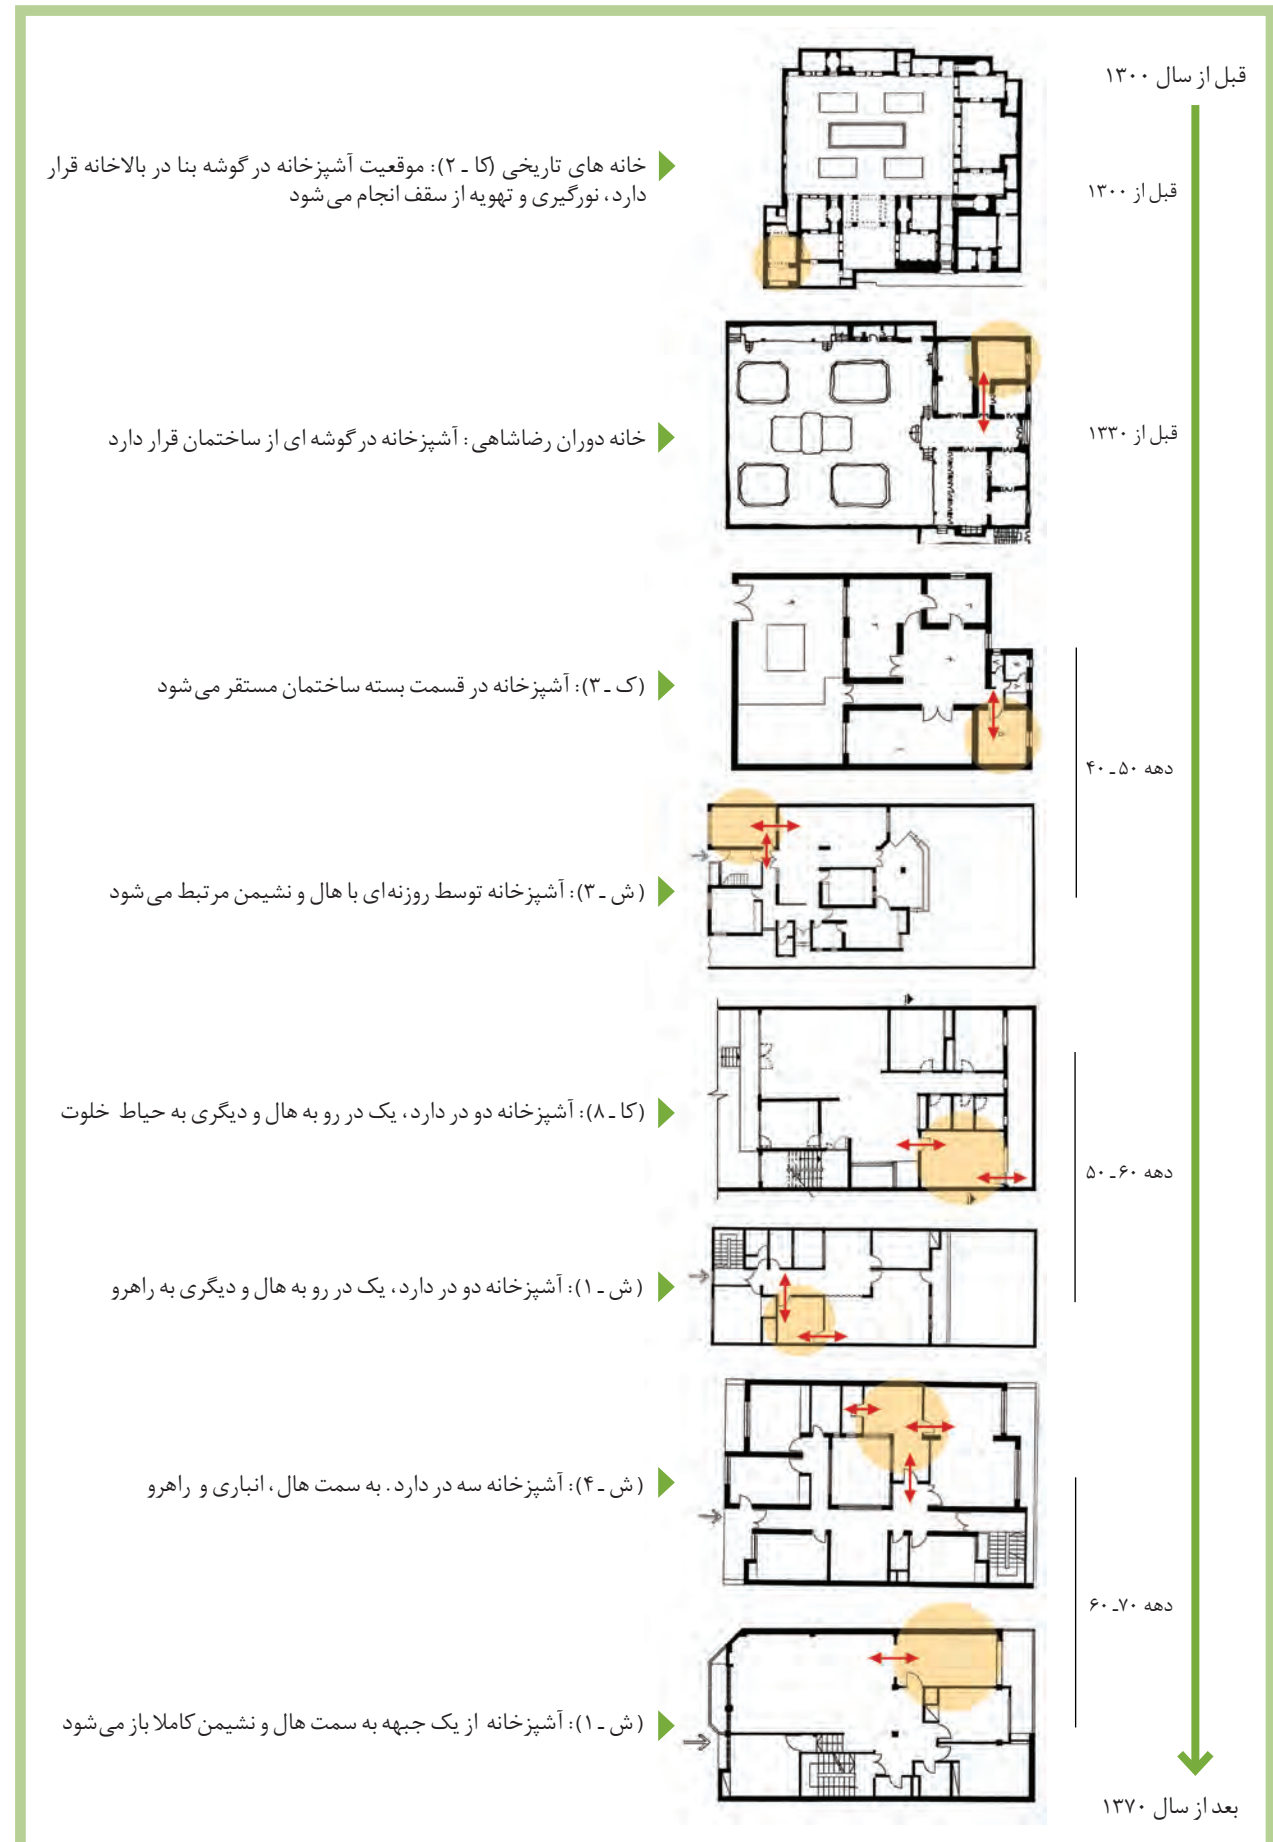 قبل از سال ۱۳۰۰
قبل از ۱۳۰۰
خانه های تاریخی (کا ـ ۲): موقعیت آشپزخانه در گوشه بنا در بالاخانه قرار
دارد، نورگیری و تهویه از سقف انجام می‌شود
قبل از ۱۳۳۰
خانه دوران رضاشاهی : آشپزخانه در گوشه ای از ساختمان قرار دارد
دهه ۵۰ ـ ۴۰
(ک ـ ۳): آشپزخانه در قسمت بسته ساختمان مستقر می‌شود
(ش ـ ۳): آشپزخانه توسط روزنه‌ای با هال و نشیمن مرتبط می‌شود
دهه ۶۰ ـ ۵۰
(کا ـ ۸): آشپزخانه دو در دارد، یک در رو به هال و دیگری به حیاط خلوت
(ش ـ ۱): آشپزخانه دو در دارد، یک در رو به هال و دیگری به راهرو
دهه ۷۰ ـ ۶۰
(ش ـ ۴): آشپزخانه سه در دارد. به سمت هال، انباری و راهرو
(ش ـ ۱): آشپزخانه از یک جبهه به سمت هال و نشیمن کاملا باز می‌شود
بعد از سال ۱۳۷۰